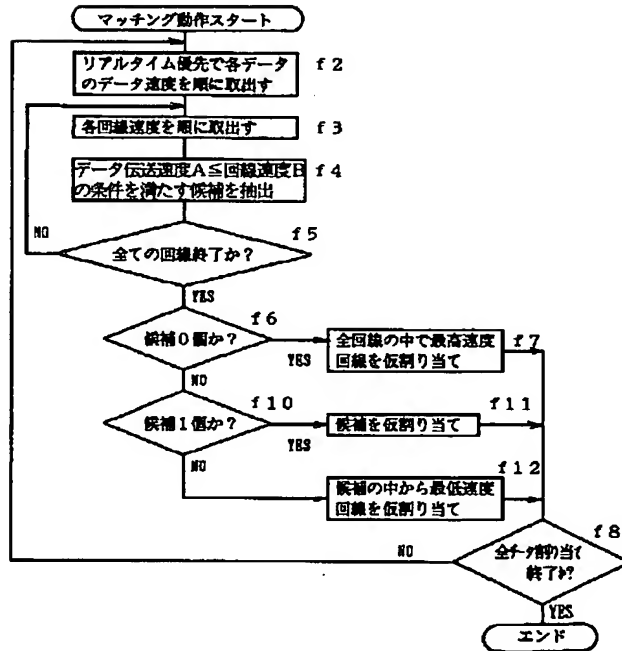 マッチング動作スタート
リアルタイム優先で各データ
のデータ速度を順に取出す
f2
各回線速度を順に取出す
f3
データ伝送速度A≦回線速度B
の条件を満たす候補を抽出
f4
NO
全ての回線終了か?
f5
YES
候補0個か?
f6
YES
全回線の中で最高速度
回線を仮割り当て
f7
NO
候補1個か?
f10
YES
候補を仮割り当て
f11
NO
候補の中から最低速度
回線を仮割り当て
f12
NO
全データ割り当て
終了か?
f8
YES
エンド